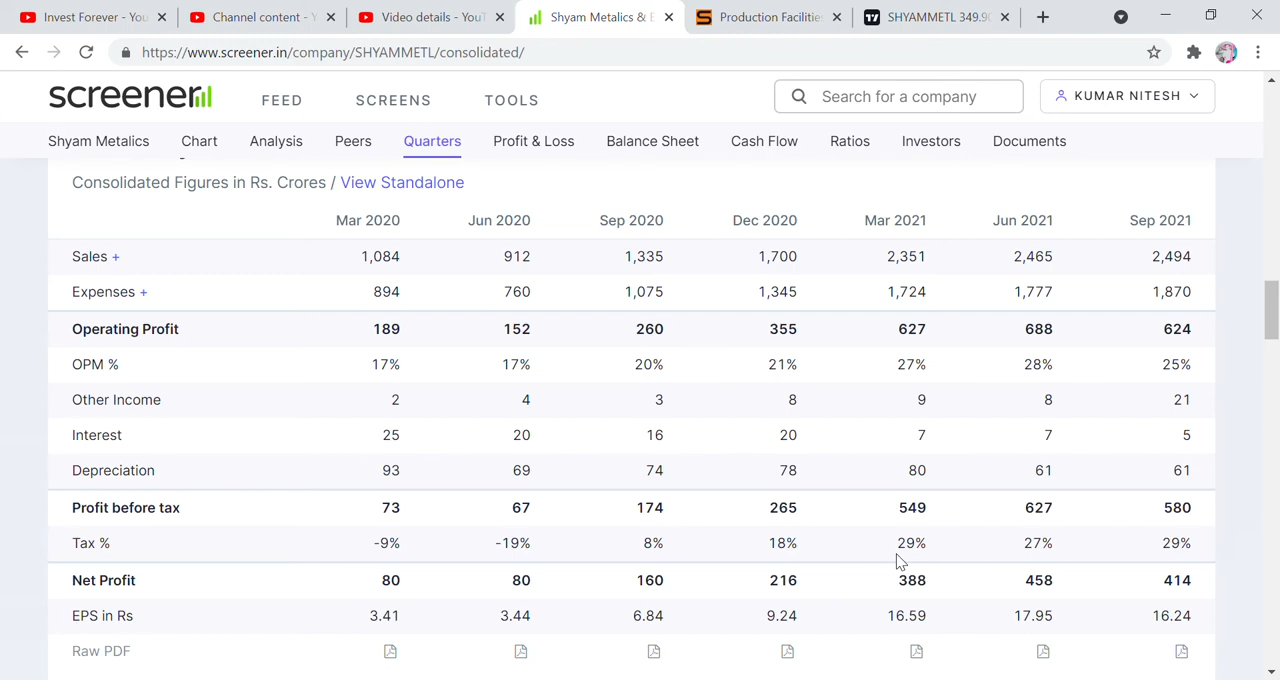 Invest Forever - You
Channel content - Y
Video details - YouT
Shyam Metalics & E
Production Facilitie
SHYAMMETL 349.90
https://www.screener.in/company/SHYAMMETL/consolidated/
screener
FEED SCREENS TOOLS
Search for a company
KUMAR NITESH
Shyam Metalics Chart Analysis Peers Quarters Profit & Loss Balance Sheet Cash Flow Ratios Investors Documents
Consolidated Figures in Rs. Crores / View Standalone
Mar 2020 Jun 2020 Sep 2020 Dec 2020 Mar 2021 Jun 2021 Sep 2021
Sales + 1,084 912 1,335 1,700 2,351 2,465 2,494
Expenses + 894 760 1,075 1,345 1,724 1,777 1,870
Operating Profit 189 152 260 355 627 688 624
OPM % 17% 17% 20% 21% 27% 28% 25%
Other Income 2 4 3 8 9 8 21
Interest 25 20 16 20 7 7 5
Depreciation 93 69 74 78 80 61 61
Profit before tax 73 67 174 265 549 627 580
Tax % -9% -19% 8% 18% 29% 27% 29%
Net Profit 80 80 160 216 388 458 414
EPS in Rs 3.41 3.44 6.84 9.24 16.59 17.95 16.24
Raw PDF